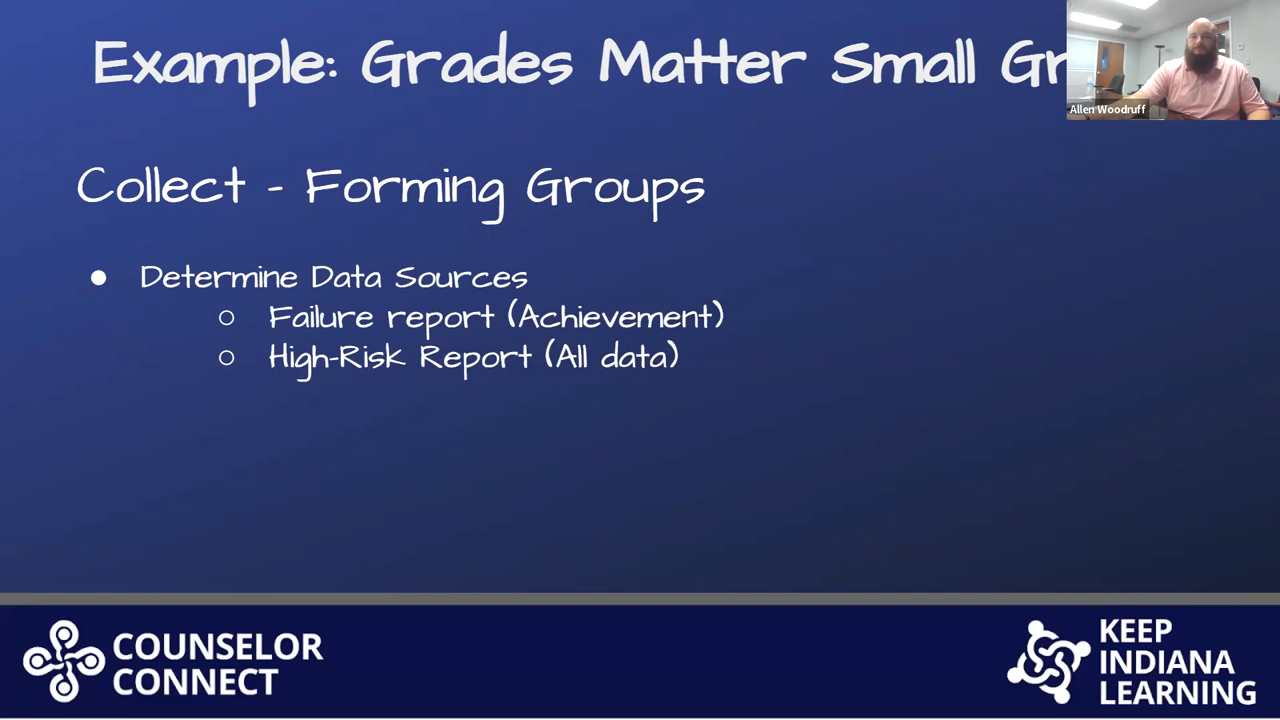 Example: Grades Matter Small Gr
Allen Woodruff
Collect - Forming Groups
● Determine Data Sources
○ Failure report (Achievement)
○ High-Risk Report (All data)
COUNSELOR
CONNECT
KEEP
INDIANA
LEARNING